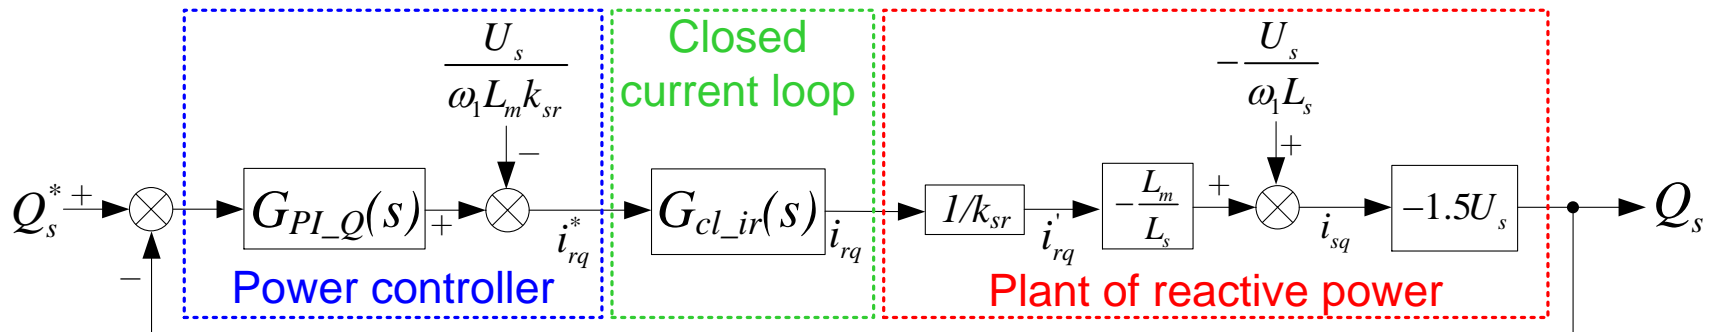 U_s
ω_1 L_m k_sr
−
Closed
current loop
− U_s
ω_1 L_s
+
Q_s^*
+
−
G_PI_Q(s)
+
i_rq^*
G_cl_ir(s)
i_rq
1/k_sr
i_rq^'
− L_m
L_s
+
i_sq
−1.5U_s
Q_s
Power controller
Plant of reactive power